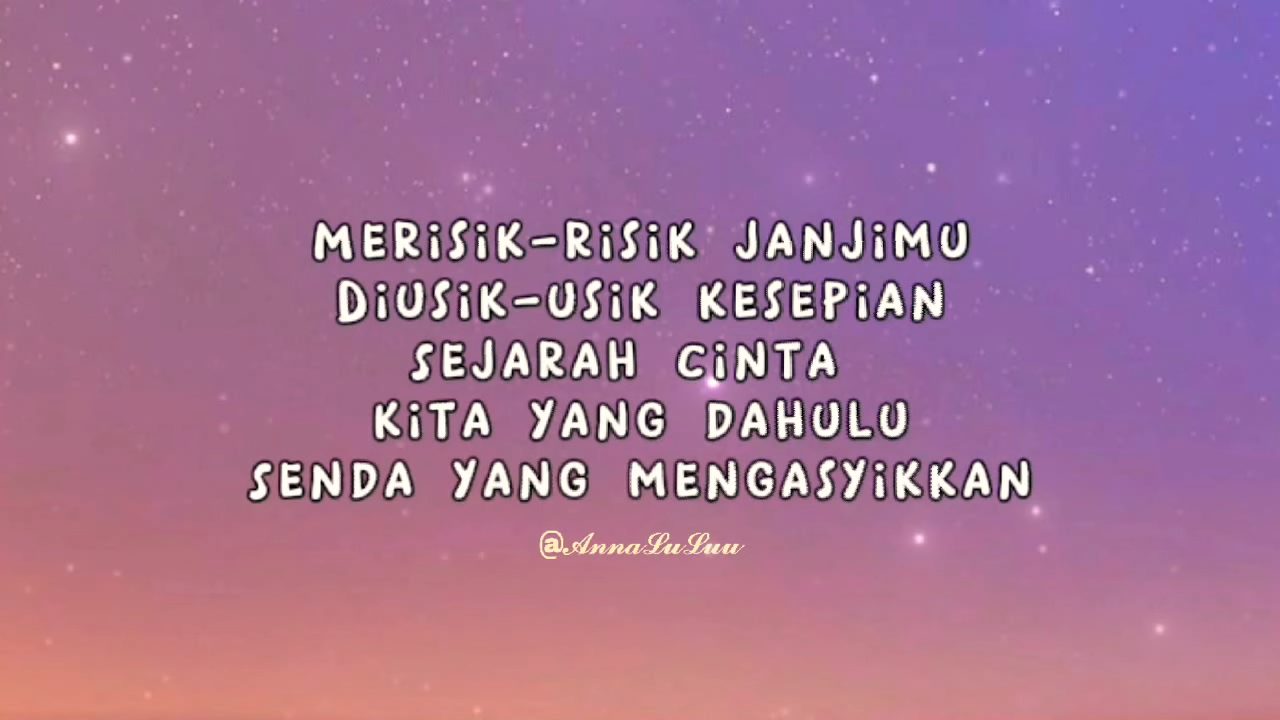 MERiSiK-RiSiK JANJiMU
DiUSiK-USiK KESEPiAN
SEJARAH CiNTA
KiTA YANG DAHULU
SENDA YANG MENGASYiKKAN
@AnnaLuLuu